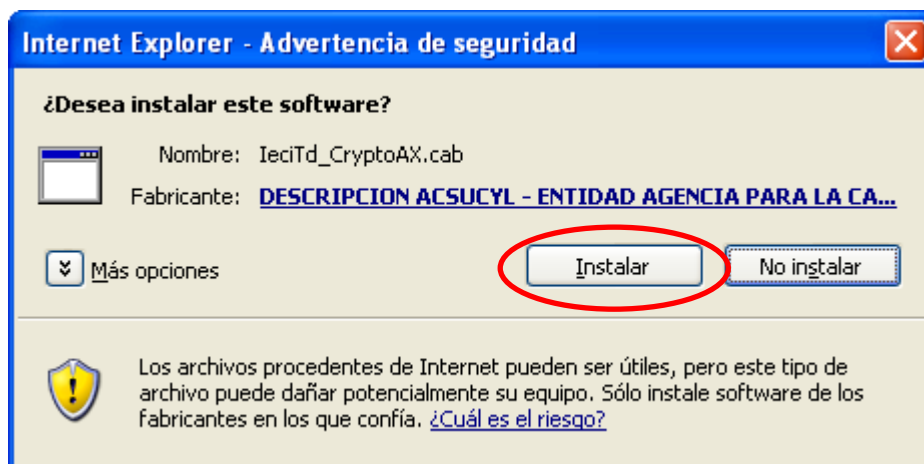 Internet Explorer - Advertencia de seguridad
¿Desea instalar este software?
Nombre: IeciTd_CryptoAX.cab
Fabricante: DESCRIPCION ACSUCYL - ENTIDAD AGENCIA PARA LA CA...
Más opciones
Instalar
No instalar
Los archivos procedentes de Internet pueden ser útiles, pero este tipo de
archivo puede dañar potencialmente su equipo. Sólo instale software de los
fabricantes en los que confía. ¿Cuál es el riesgo?